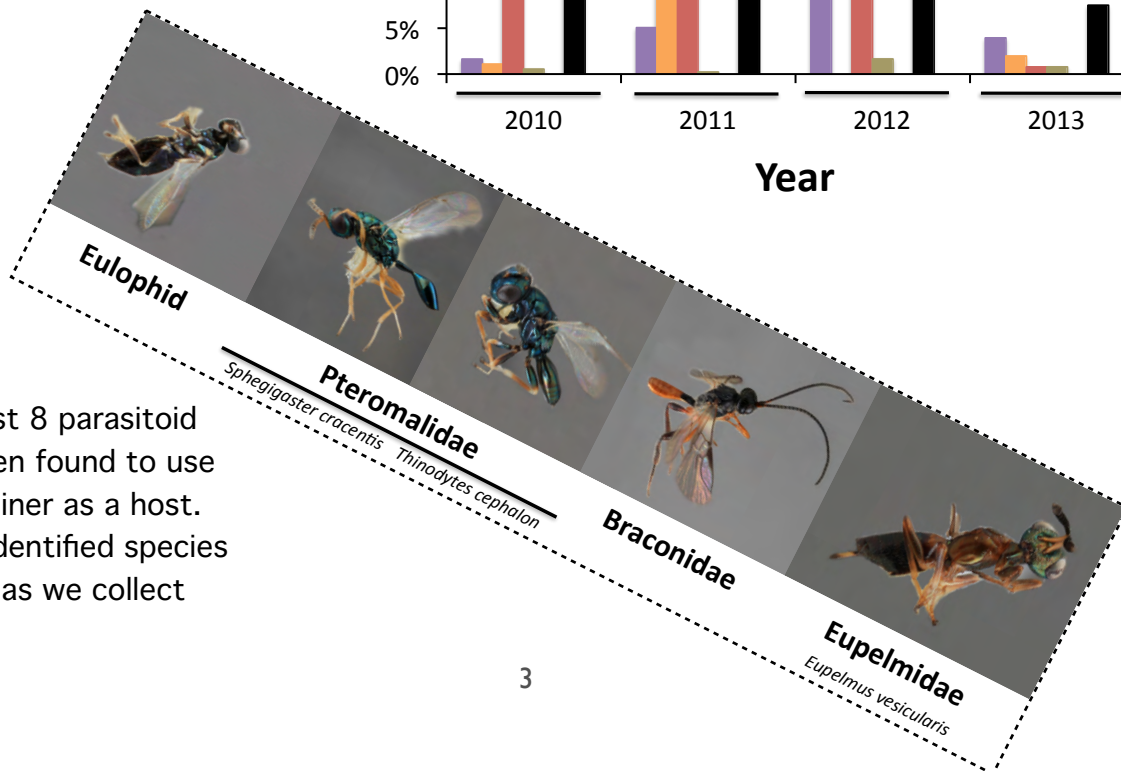 5%
0%
2010 2011 2012 2013
Year
Eulophid
Pteromalidae
Sphegigaster cracentis Thinodytes cephalon
Braconidae
Eupelmidae
Eupelmus vesicularis
st 8 parasitoid
en found to use
iner as a host.
dentified species
as we collect
3